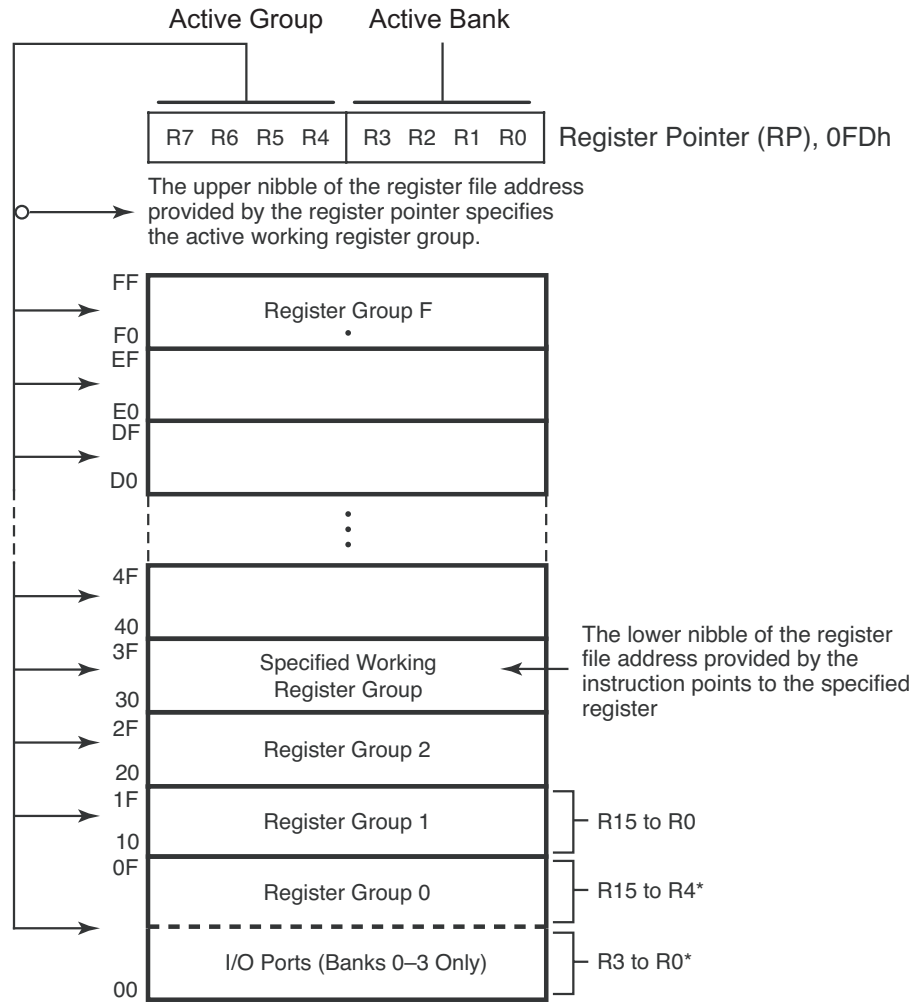 Active Group Active Bank
R7 R6 R5 R4 R3 R2 R1 R0 Register Pointer (RP), 0FDh
The upper nibble of the register file address
provided by the register pointer specifies
the active working register group.
FF
Register Group F
F0
EF
E0
DF
D0
4F
40
3F
Specified Working
Register Group
30
The lower nibble of the register
file address provided by the
instruction points to the specified
register
2F
Register Group 2
20
1F
Register Group 1
R15 to R0
10
0F
Register Group 0
R15 to R4*
I/O Ports (Banks 0–3 Only)
R3 to R0*
00